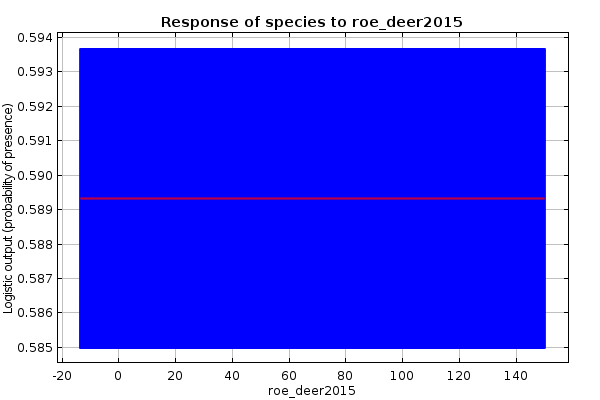 Response of species to roe_deer2015
Logistic output (probability of presence)
0.594
0.593
0.592
0.591
0.590
0.589
0.588
0.587
0.586
0.585
-20 0 20 40 60 80 100 120 140
roe_deer2015